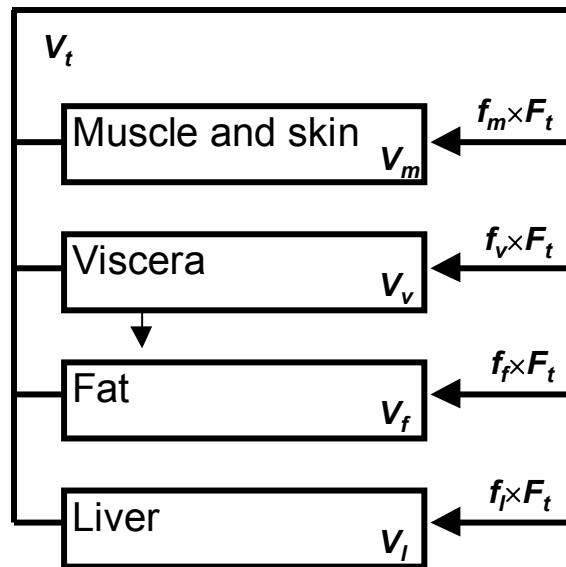 V_t
Muscle and skin
V_m
f_m×F_t
Viscera
V_v
f_v×F_t
Fat
V_f
f_f×F_t
Liver
V_l
f_l×F_t